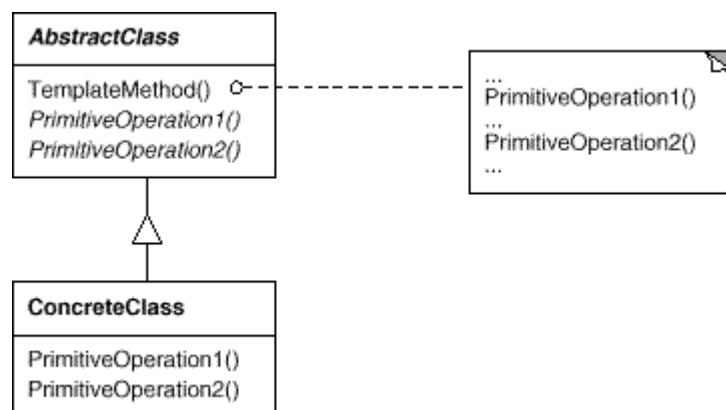 AbstractClass
TemplateMethod()
PrimitiveOperation1()
PrimitiveOperation2()
...
PrimitiveOperation1()
...
PrimitiveOperation2()
...
ConcreteClass
PrimitiveOperation1()
PrimitiveOperation2()